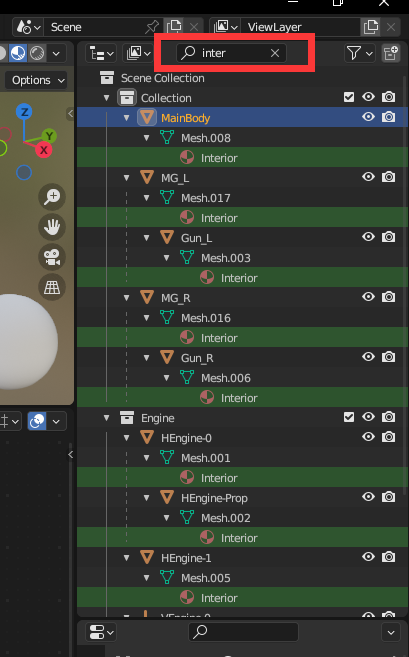 Scene
ViewLayer
inter
Options
Scene Collection
Collection
Z
MainBody
Y
Mesh.008
X
Interior
MG_L
Mesh.017
Interior
Gun_L
Mesh.003
Interior
MG_R
Mesh.016
Interior
Gun_R
Mesh.006
Interior
Engine
HEngine-0
Mesh.001
Interior
HEngine-Prop
Mesh.002
Interior
HEngine-1
Mesh.005
Interior